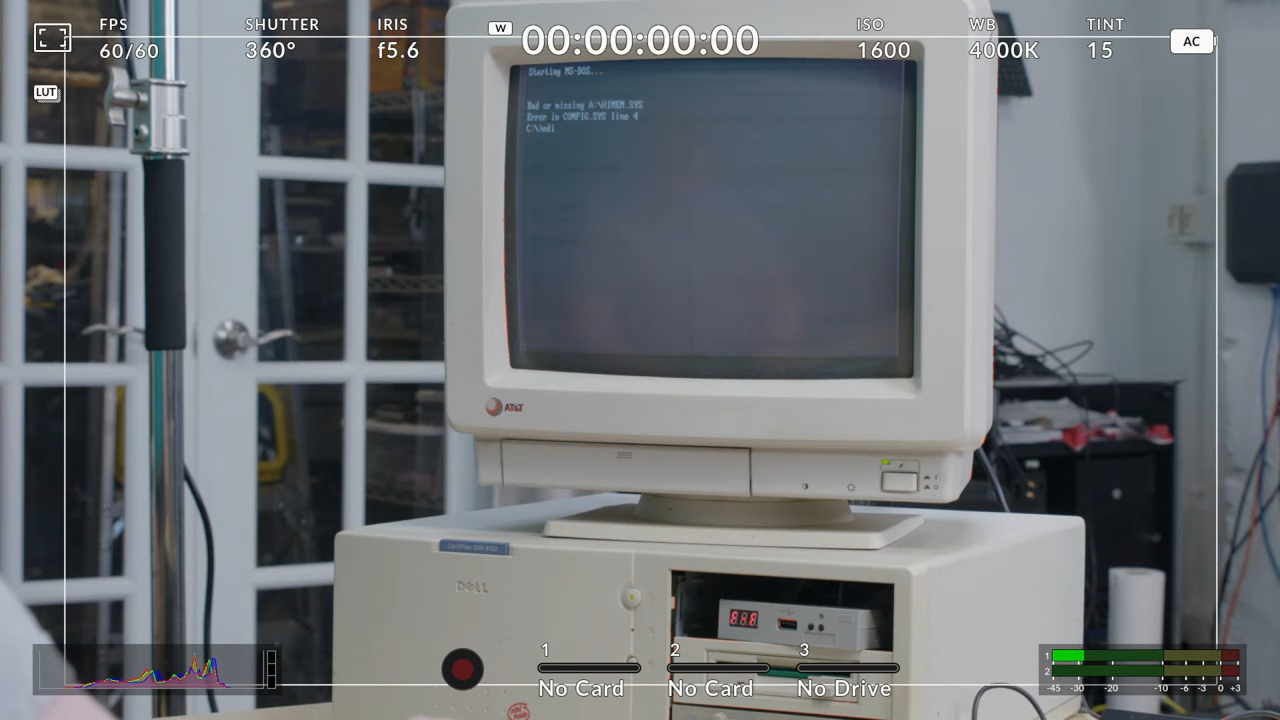 FPS
60/60
SHUTTER
360°
IRIS
f5.6
W
00:00:00:00
ISO
1600
WB
4000K
TINT
15
AC
LUT
Starting MS-DOS...
Bad or missing A:\HIMEM.SYS
Error in CONFIG.SYS line 4
C:\>mdi
AT&T
OptiPlex
DELL
1
No Card
2
No Card
3
No Drive
1
2
-45 -30 -20 -10 -6 -3 0 +3